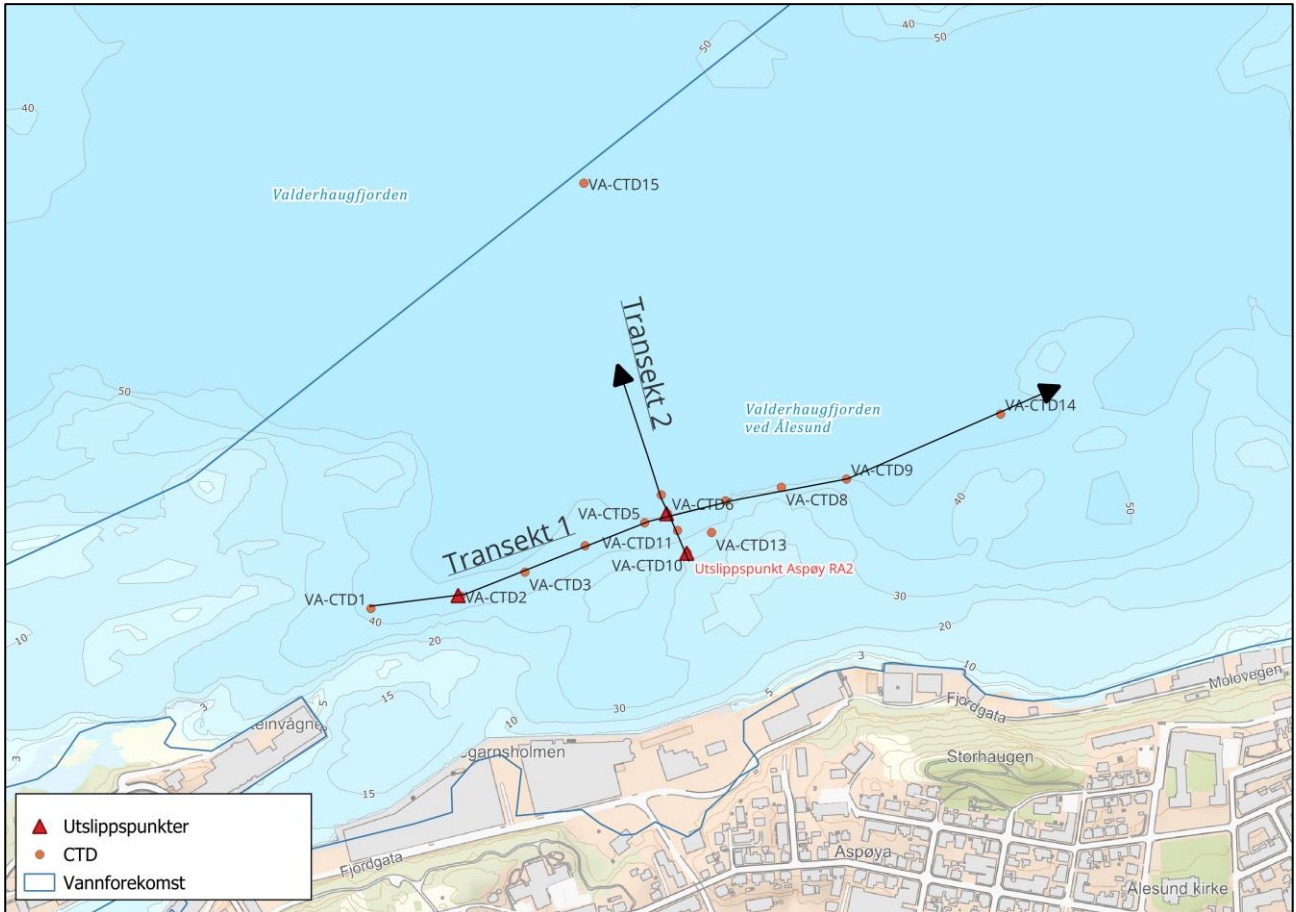 40
50
50
40
VA-CTD15
Valderhaugfjorden
Transekt 2
50
Valderhaugfjorden
ved Ålesund
VA-CTD14
VA-CTD9
VA-CTD6
VA-CTD8
40
50
VA-CTD5
Transekt 1
VA-CTD11
VA-CTD13
VA-CTD10
Utslippspunkt Aspøy RA2
VA-CTD3
VA-CTD1
VA-CTD2
40
30
20
20
10
3
10
5
15
3
5
10
30
3
15
Molovegen
Fjordgata
Storhaugen
Fjordgata
Aspøya
Ålesund kirke
Utslippspunkter
CTD
Vannforekomst